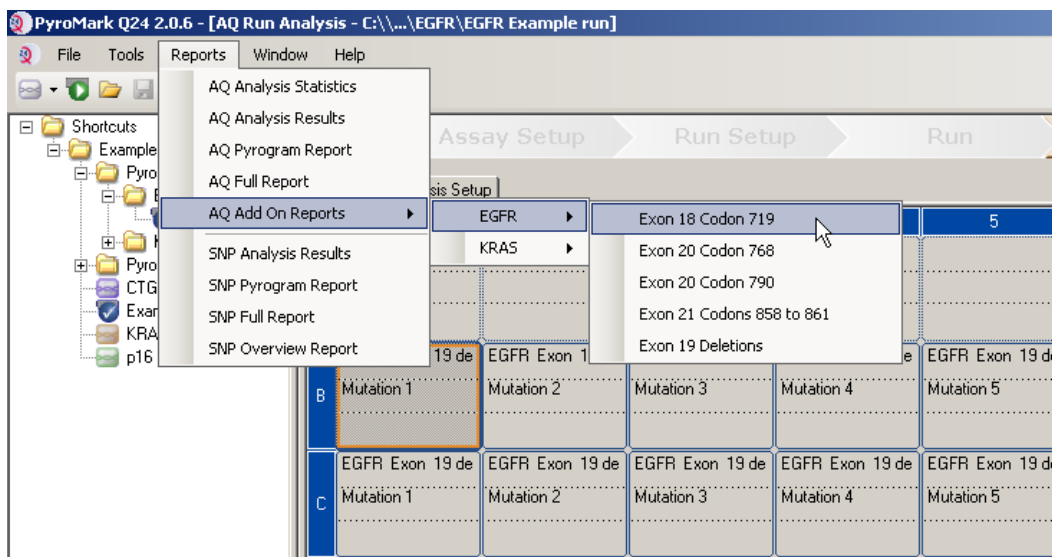 PyroMark Q24 2.0.6 - [AQ Run Analysis - C:\\...\EGFR\EGFR Example run]
File Tools Reports Window Help
Shortcuts
Example
Pyro
E
K
Pyro
CTG
Exar
KRA
p16
AQ Analysis Statistics
AQ Analysis Results
AQ Pyrogram Report
AQ Full Report
AQ Add On Reports
SNP Analysis Results
SNP Pyrogram Report
SNP Full Report
SNP Overview Report
EGFR
KRAS
Exon 18 Codon 719
Exon 20 Codon 768
Exon 20 Codon 790
Exon 21 Codons 858 to 861
Exon 19 Deletions
Assay Setup Run Setup Run
sis Setup
5
19 de EGFR Exon 1 e EGFR Exon 19 d
B Mutation 1 Mutation 2 Mutation 3 Mutation 4 Mutation 5
EGFR Exon 19 de EGFR Exon 19 de EGFR Exon 19 de EGFR Exon 19 de EGFR Exon 19 d
C Mutation 1 Mutation 2 Mutation 3 Mutation 4 Mutation 5